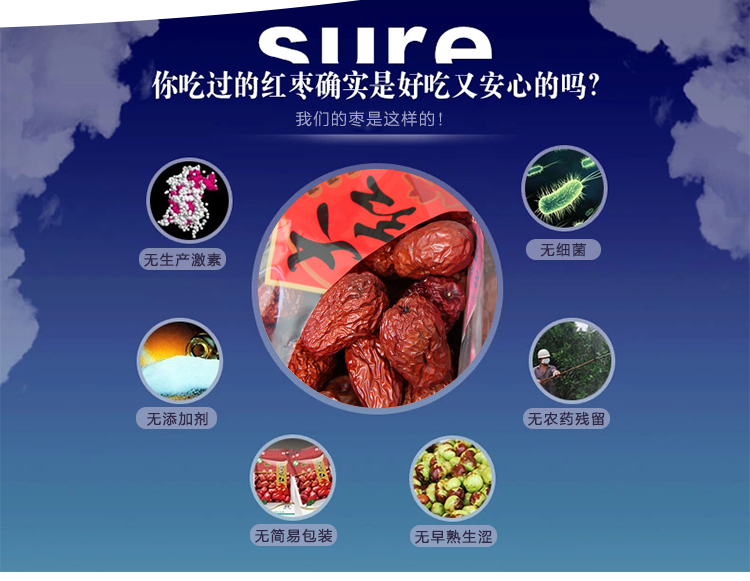 sure
你吃过的红枣确实是好吃又安心的吗?
我们的枣是这样的!
无生产激素
无细菌
无添加剂
无农药残留
无简易包装
无早熟生涩